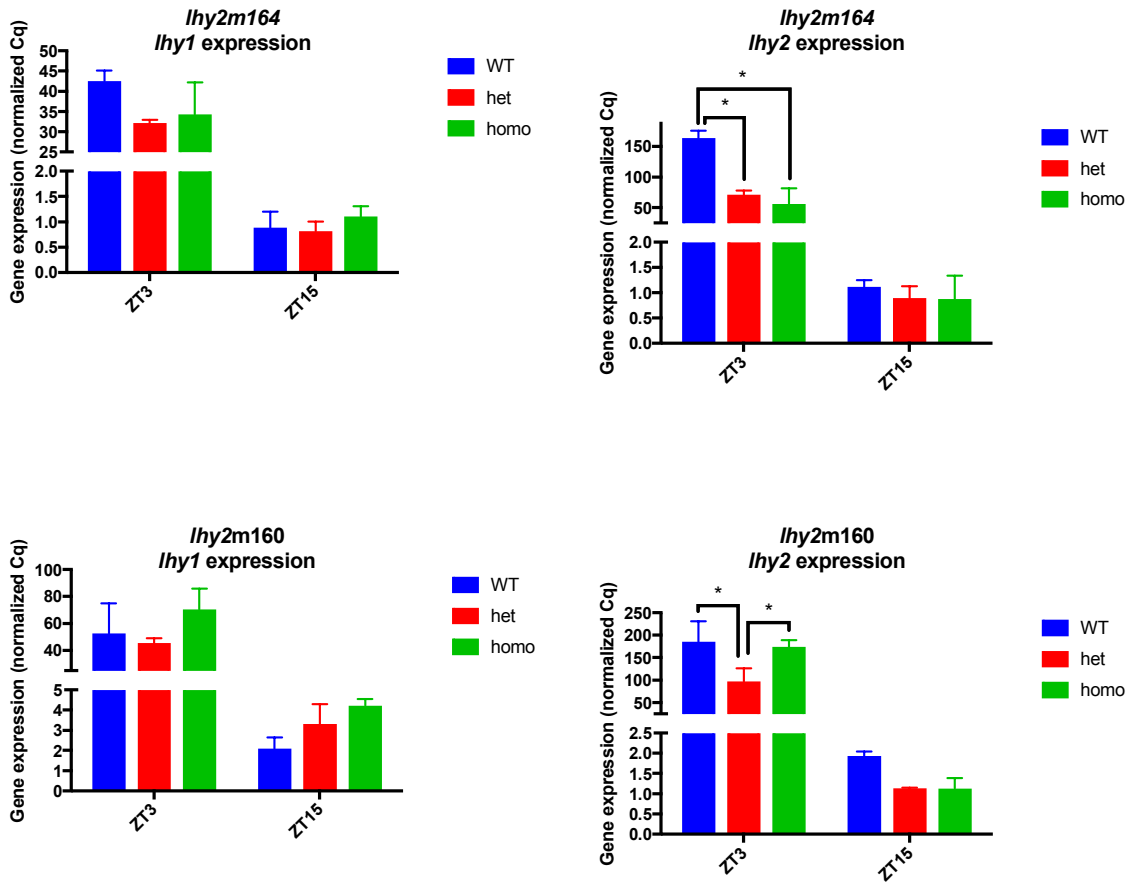 lhy2m164
lhy1 expression
Gene expression (normalized Cq)
50
45
40
35
30
25
2.0
1.5
1.0
0.5
0.0
ZT3
ZT15
WT
het
homo
lhy2m164
lhy2 expression
Gene expression (normalized Cq)
150
100
50
2.0
1.5
1.0
0.5
0.0
*
*
ZT3
ZT15
WT
het
homo
lhy2m160
lhy1 expression
Gene expression (normalized Cq)
100
80
60
40
5
4
3
2
1
0
ZT3
ZT15
WT
het
homo
lhy2m160
lhy2 expression
Gene expression (normalized Cq)
250
200
150
100
50
2.5
2.0
1.5
1.0
0.5
0.0
*
*
ZT3
ZT15
WT
het
homo